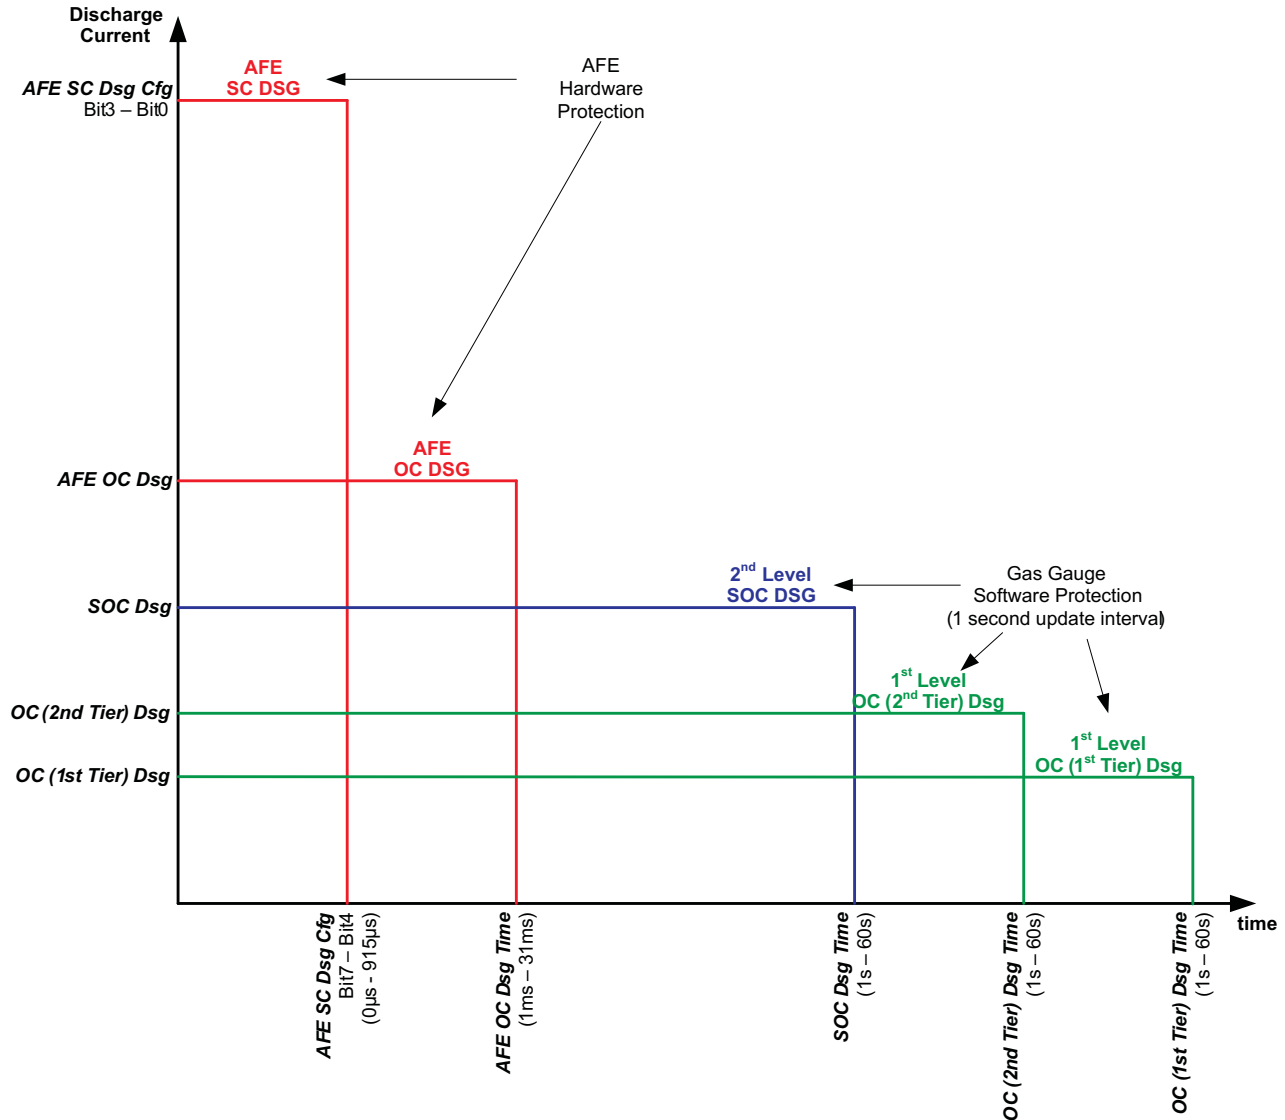 Discharge
Current
AFE SC Dsg Cfg
Bit3 – Bit0
AFE
SC DSG
AFE
Hardware
Protection
AFE
OC DSG
AFE OC Dsg
2nd Level
SOC DSG
Gas Gauge
Software Protection
(1 second update interval)
SOC Dsg
1st Level
OC (2nd Tier) Dsg
OC (2nd Tier) Dsg
1st Level
OC (1st Tier) Dsg
OC (1st Tier) Dsg
time
AFE SC Dsg Cfg
Bit7 – Bit4
(0µs - 915µs)
AFE OC Dsg Time
(1ms – 31ms)
SOC Dsg Time
(1s – 60s)
OC (2nd Tier) Dsg Time
(1s – 60s)
OC (1st Tier) Dsg Time
(1s – 60s)